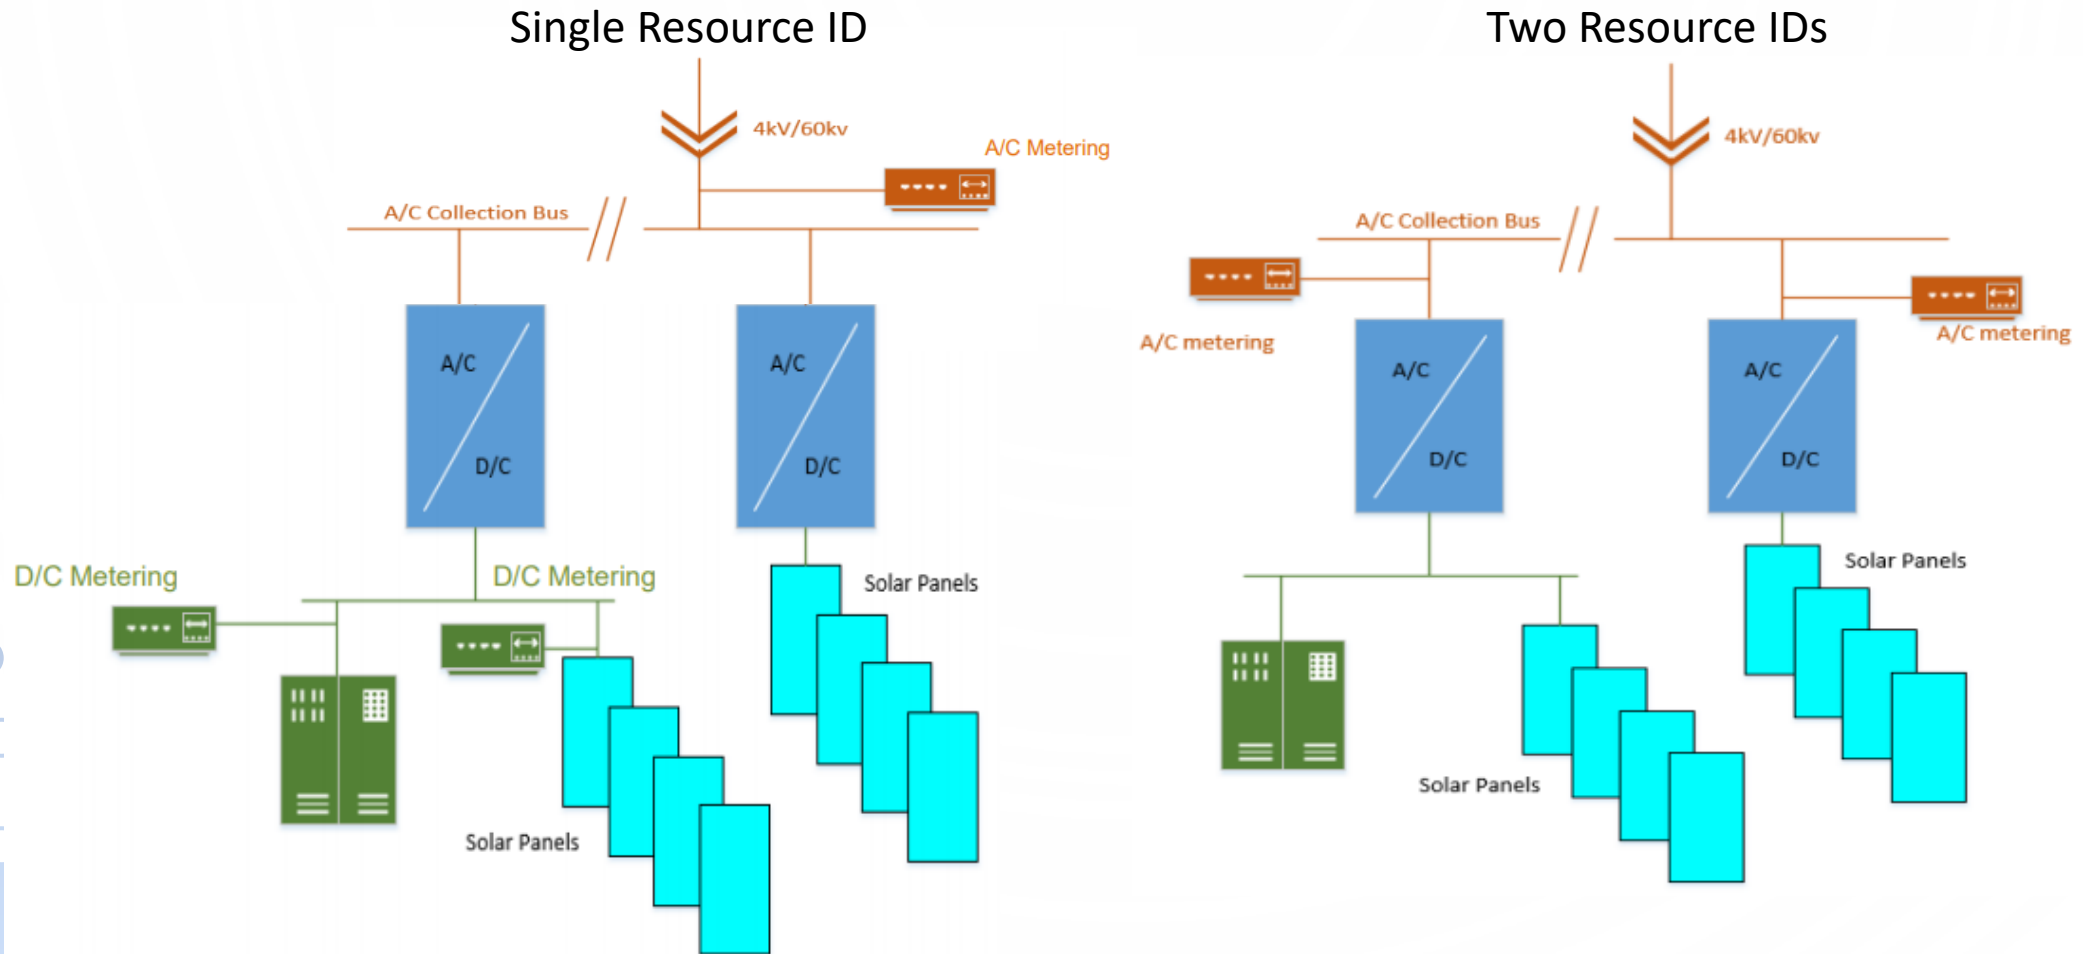 Single Resource ID
4kV/60kv
A/C Metering
A/C Collection Bus
A/C
D/C
A/C
D/C
D/C Metering
D/C Metering
Solar Panels
Solar Panels
Two Resource IDs
4kV/60kv
A/C Collection Bus
A/C metering
A/C metering
A/C
D/C
A/C
D/C
Solar Panels
Solar Panels